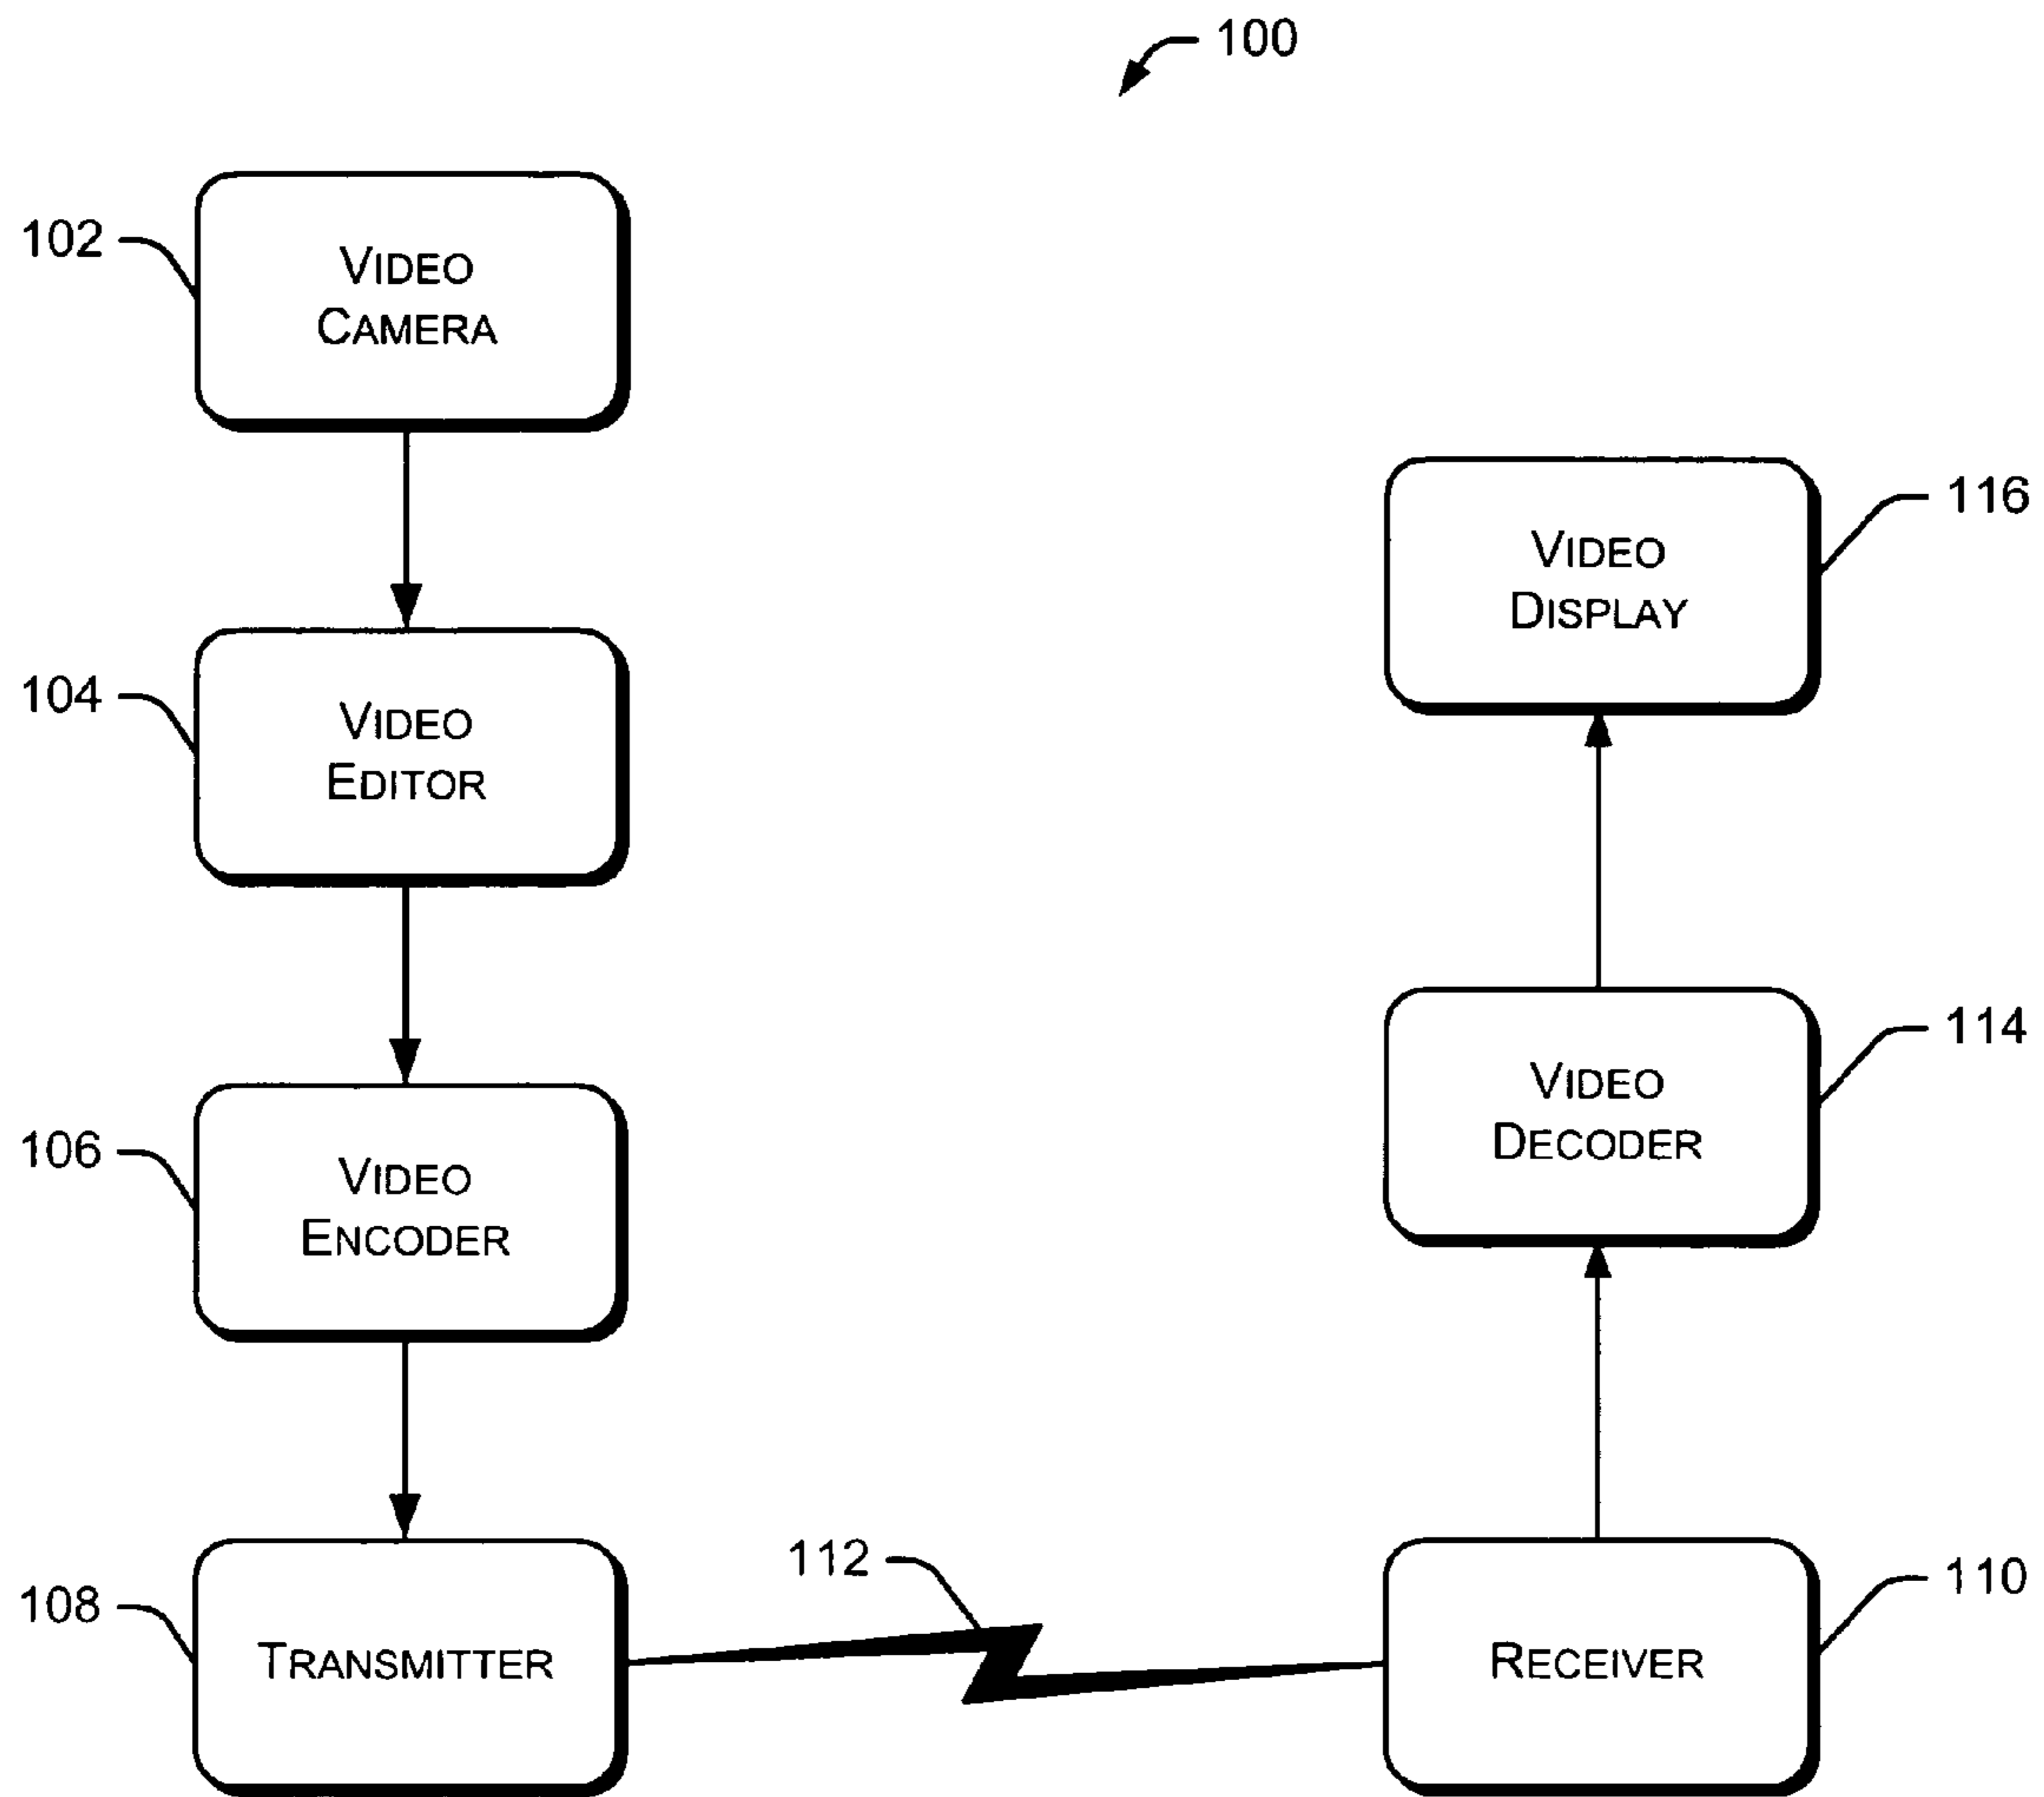 100
102
VIDEO
CAMERA
104
VIDEO
EDITOR
106
VIDEO
ENCODER
108
TRANSMITTER
112
VIDEO
DISPLAY
116
VIDEO
DECODER
114
RECEIVER
110